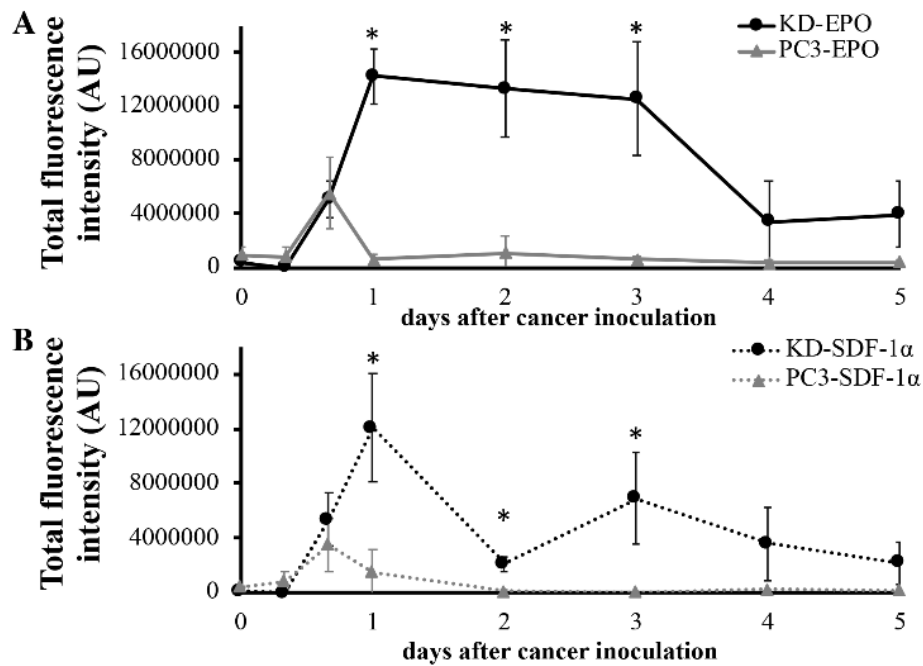 A
Total fluorescence
intensity (AU)
16000000
12000000
8000000
4000000
0
* * *
KD-EPO
PC3-EPO
0 1 2 3 4 5
days after cancer inoculation
B
Total fluorescence
intensity (AU)
16000000
12000000
8000000
4000000
0
* * *
KD-SDF-1α
PC3-SDF-1α
0 1 2 3 4 5
days after cancer inoculation